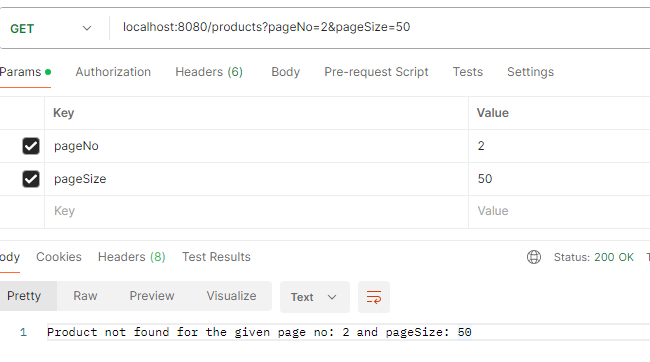 GET localhost:8080/products?pageNo=2&pageSize=50
Params Authorization Headers (6) Body Pre-request Script Tests Settings
Key Value
pageNo 2
pageSize 50
Key Value
ody Cookies Headers (8) Test Results Status: 200 OK T
Pretty Raw Preview Visualize Text
1 Product not found for the given page no: 2 and pageSize: 50